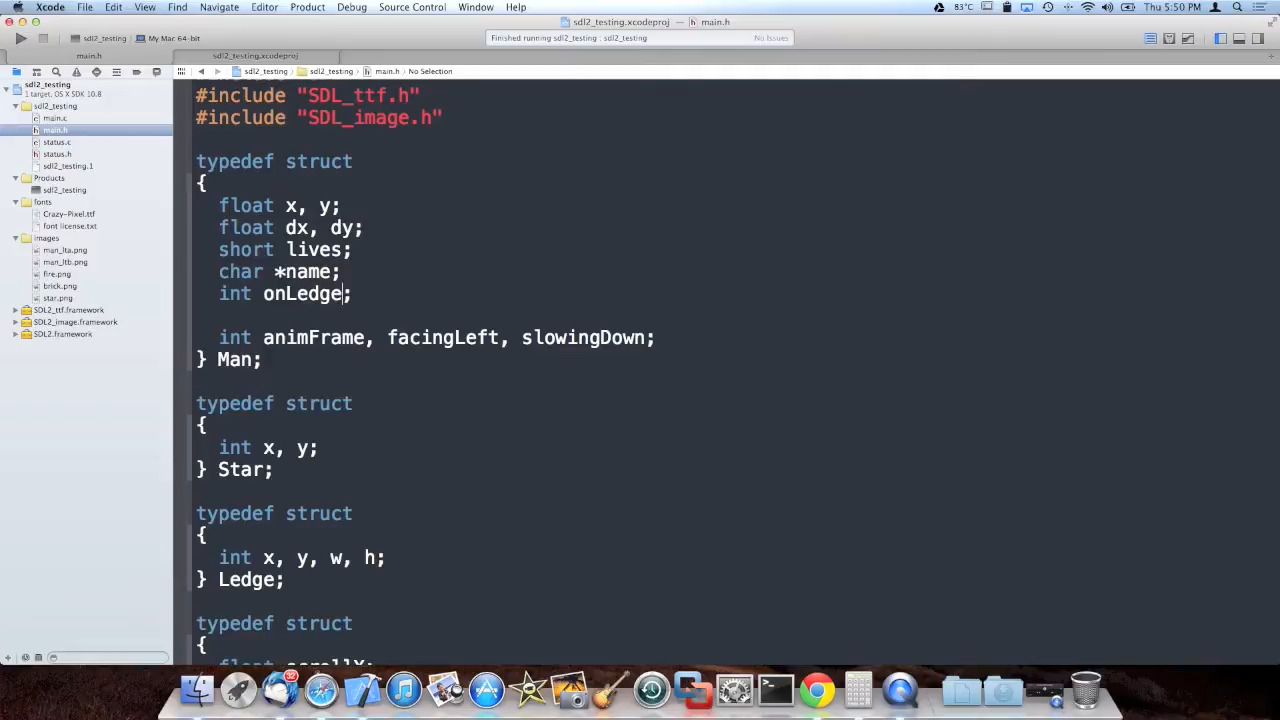 Xcode File Edit View Find Navigate Editor Product Debug Source Control Window Help 83°C Thu 5:50 PM
sdl2_testing.xcodeproj — main.h
sdl2_testing My Mac 64-bit Finished running sdl2_testing : sdl2_testing No Issues
main.h sdl2_testing.xcodeproj
sdl2_testing sdl2_testing main.h No Selection
sdl2_testing
1 target, OS X SDK 10.8
sdl2_testing
main.c
main.h
status.c
status.h
sdl2_testing.1
Products
sdl2_testing
fonts
Crazy-Pixel.ttf
font license.txt
images
man_lta.png
man_ltb.png
fire.png
brick.png
star.png
SDL2_ttf.framework
SDL2_image.framework
SDL2.framework
#include "SDL_ttf.h"
#include "SDL_image.h"
typedef struct
{
float x, y;
float dx, dy;
short lives;
char *name;
int onLedge;
int animFrame, facingLeft, slowingDown;
} Man;
typedef struct
{
int x, y;
} Star;
typedef struct
{
int x, y, w, h;
} Ledge;
typedef struct
{
float scrollX;
32